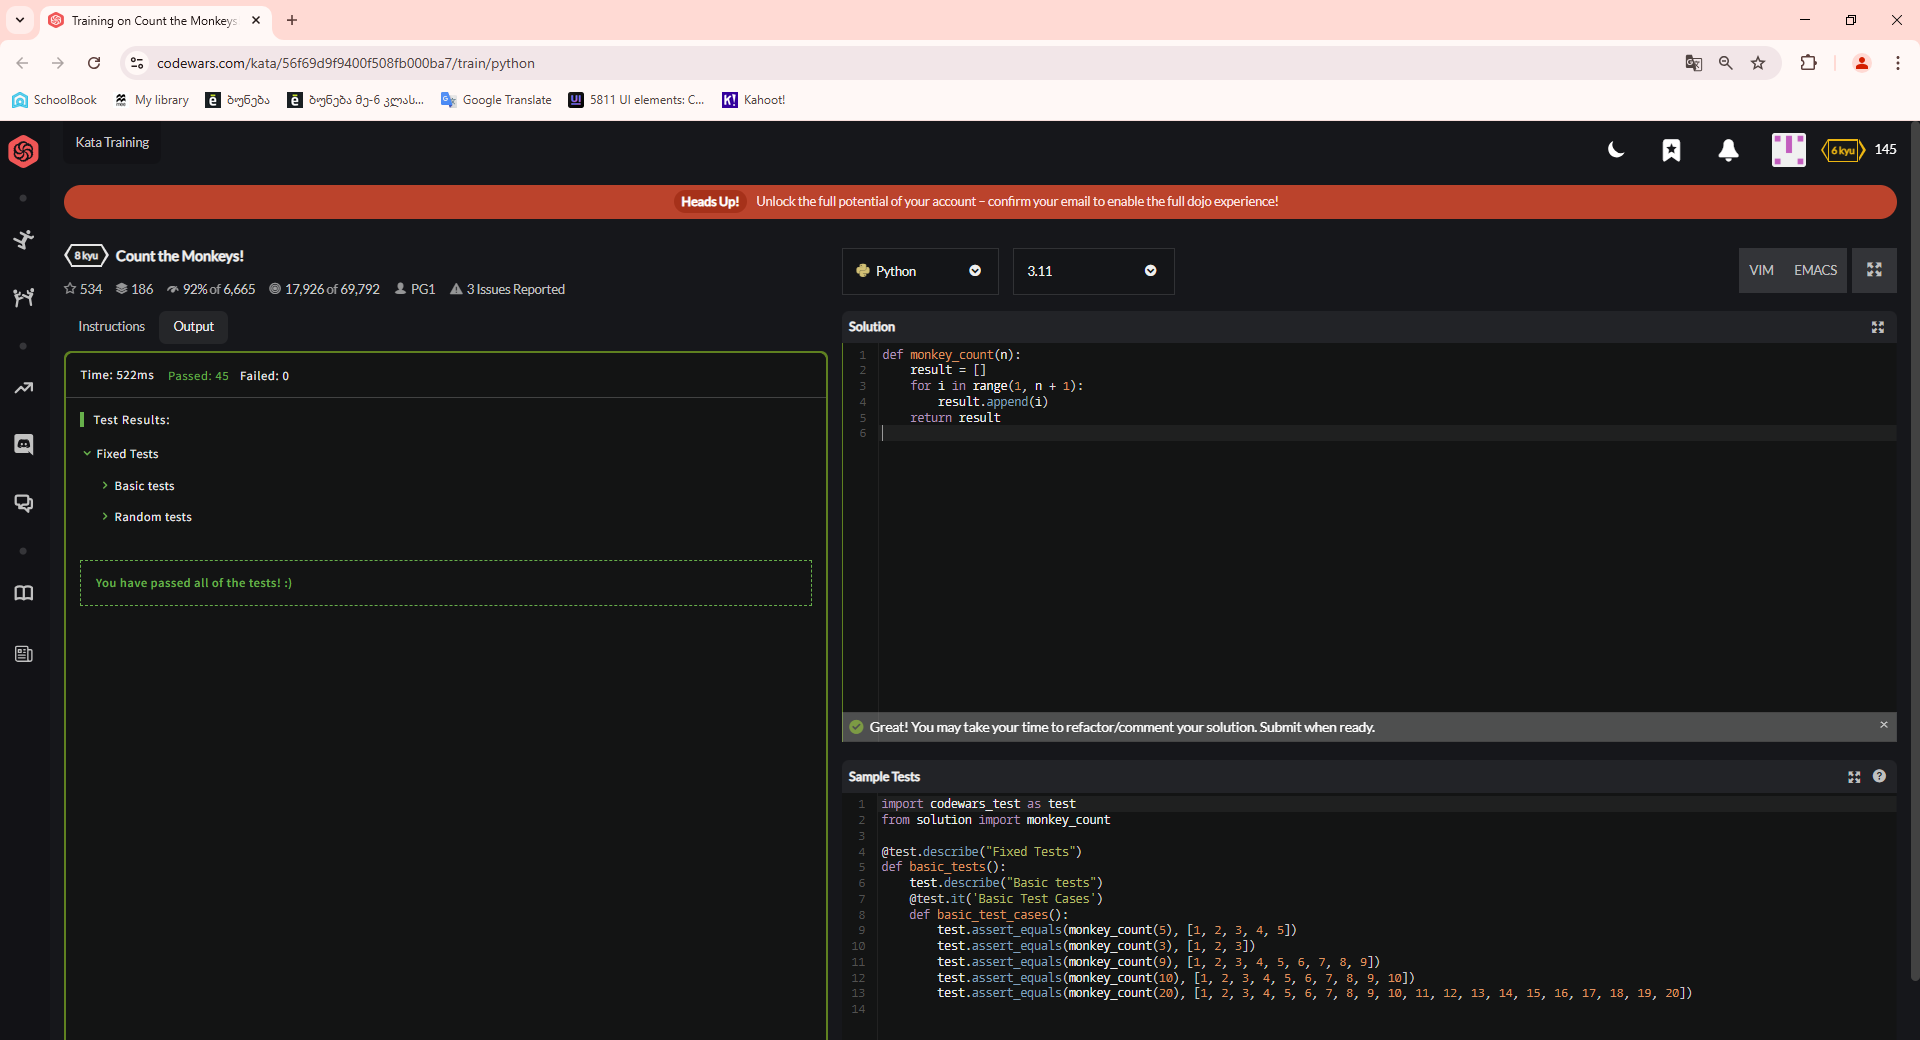 Training on Count the Monkeys
codewars.com/kata/56f69d9f9400f508fb000ba7/train/python
SchoolBook
My library
ბუნება
ბუნება მე-6 კლას...
Google Translate
5811 UI elements: C...
Kahoot!
Kata Training
6 kyu
145
Heads Up! Unlock the full potential of your account – confirm your email to enable the full dojo experience!
8 kyu
Count the Monkeys!
534 186 92% of 6,665 17,926 of 69,792 PG1 3 Issues Reported
Instructions
Output
Time: 522ms Passed: 45 Failed: 0
Test Results:
Fixed Tests
Basic tests
Random tests
You have passed all of the tests! :)
Python
3.11
VIM
EMACS
Solution
1 def monkey_count(n):
2     result = []
3     for i in range(1, n + 1):
4         result.append(i)
5     return result
6
Great! You may take your time to refactor/comment your solution. Submit when ready.
Sample Tests
1 import codewars_test as test
2 from solution import monkey_count
3
4 @test.describe("Fixed Tests")
5 def basic_tests():
6     test.describe("Basic tests")
7     @test.it('Basic Test Cases')
8     def basic_test_cases():
9         test.assert_equals(monkey_count(5), [1, 2, 3, 4, 5])
10         test.assert_equals(monkey_count(3), [1, 2, 3])
11         test.assert_equals(monkey_count(9), [1, 2, 3, 4, 5, 6, 7, 8, 9])
12         test.assert_equals(monkey_count(10), [1, 2, 3, 4, 5, 6, 7, 8, 9, 10])
13         test.assert_equals(monkey_count(20), [1, 2, 3, 4, 5, 6, 7, 8, 9, 10, 11, 12, 13, 14, 15, 16, 17, 18, 19, 20])
14